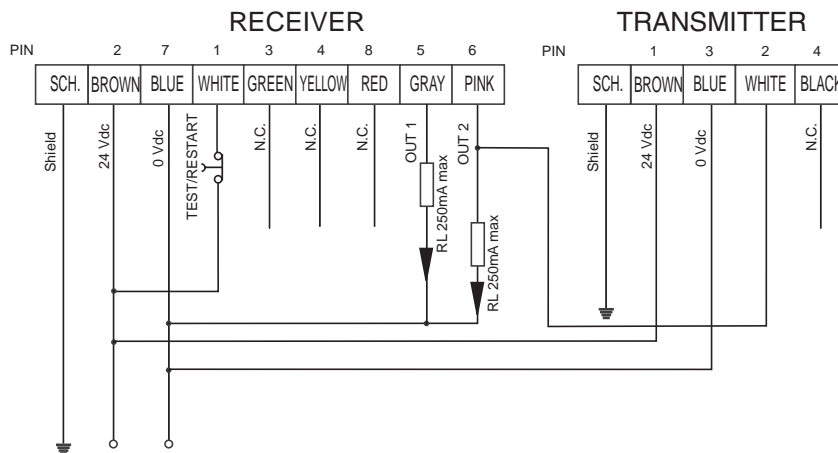 RECEIVER
TRANSMITTER
PIN 2 7 1 3 4 8 5 6
PIN 1 3 2 4
SCH. BROWN BLUE WHITE GREEN YELLOW RED GRAY PINK
SCH. BROWN BLUE WHITE BLACK
Shield
24 Vdc
0 Vdc
TEST/RESTART
N.C.
N.C.
N.C.
OUT 1
RL 250mA max
OUT 2
RL 250mA max
Shield
24 Vdc
0 Vdc
N.C.